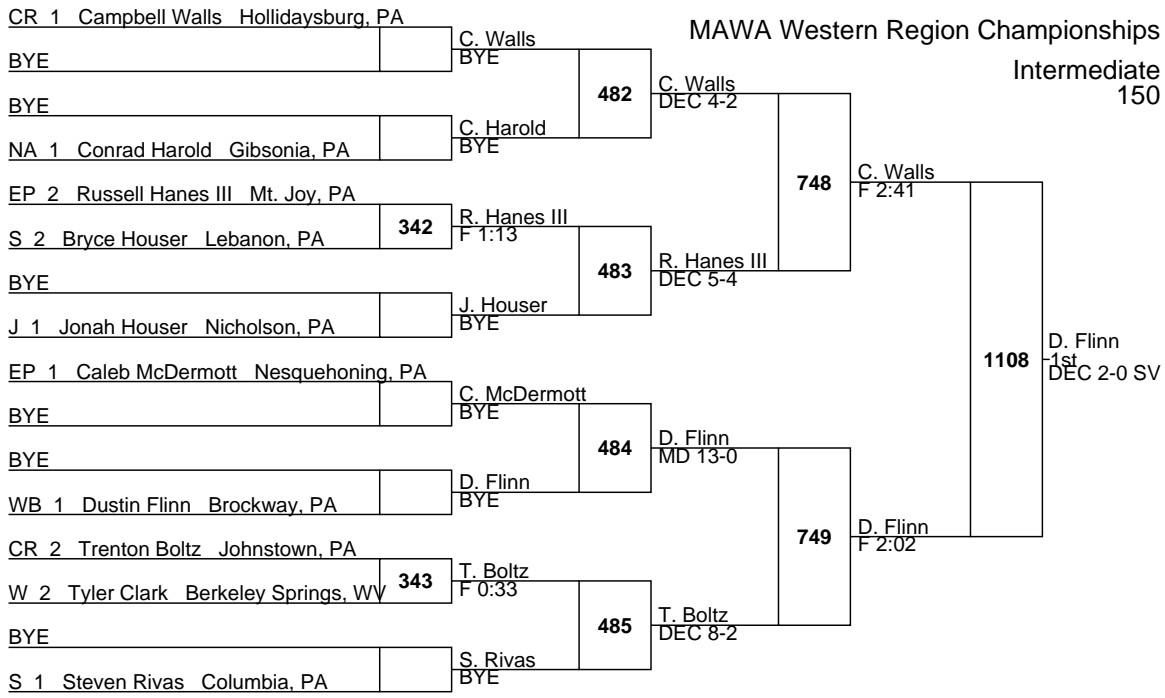 MAWA Western Region Championships
Intermediate
150
CR 1 Campbell Walls Hollidaysburg, PA
BYE
BYE
NA 1 Conrad Harold Gibsonia, PA
EP 2 Russell Hanes III Mt. Joy, PA
S 2 Bryce Houser Lebanon, PA
BYE
J 1 Jonah Houser Nicholson, PA
EP 1 Caleb McDermott Nesquehoning, PA
BYE
BYE
WB 1 Dustin Flinn Brockway, PA
CR 2 Trenton Boltz Johnstown, PA
W 2 Tyler Clark Berkeley Springs, WV
BYE
S 1 Steven Rivas Columbia, PA
342
343
C. Walls
BYE
C. Harold
BYE
R. Hanes III
F 1:13
J. Houser
BYE
C. McDermott
BYE
D. Flinn
BYE
T. Boltz
F 0:33
S. Rivas
BYE
482
483
484
485
C. Walls
DEC 4-2
R. Hanes III
DEC 5-4
D. Flinn
MD 13-0
T. Boltz
DEC 8-2
748
749
C. Walls
F 2:41
D. Flinn
F 2:02
1108
D. Flinn
1st
DEC 2-0 SV